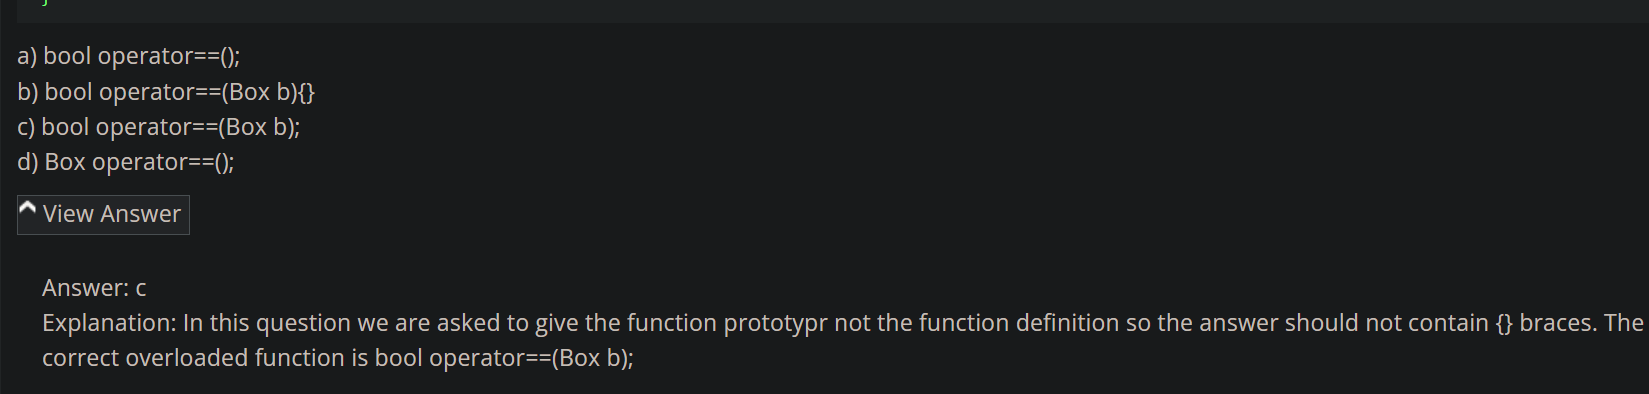 }
a) bool operator==();
b) bool operator==(Box b){}
c) bool operator==(Box b);
d) Box operator==();
View Answer
Answer: c
Explanation: In this question we are asked to give the function prototypr not the function definition so the answer should not contain {} braces. The
correct overloaded function is bool operator==(Box b);